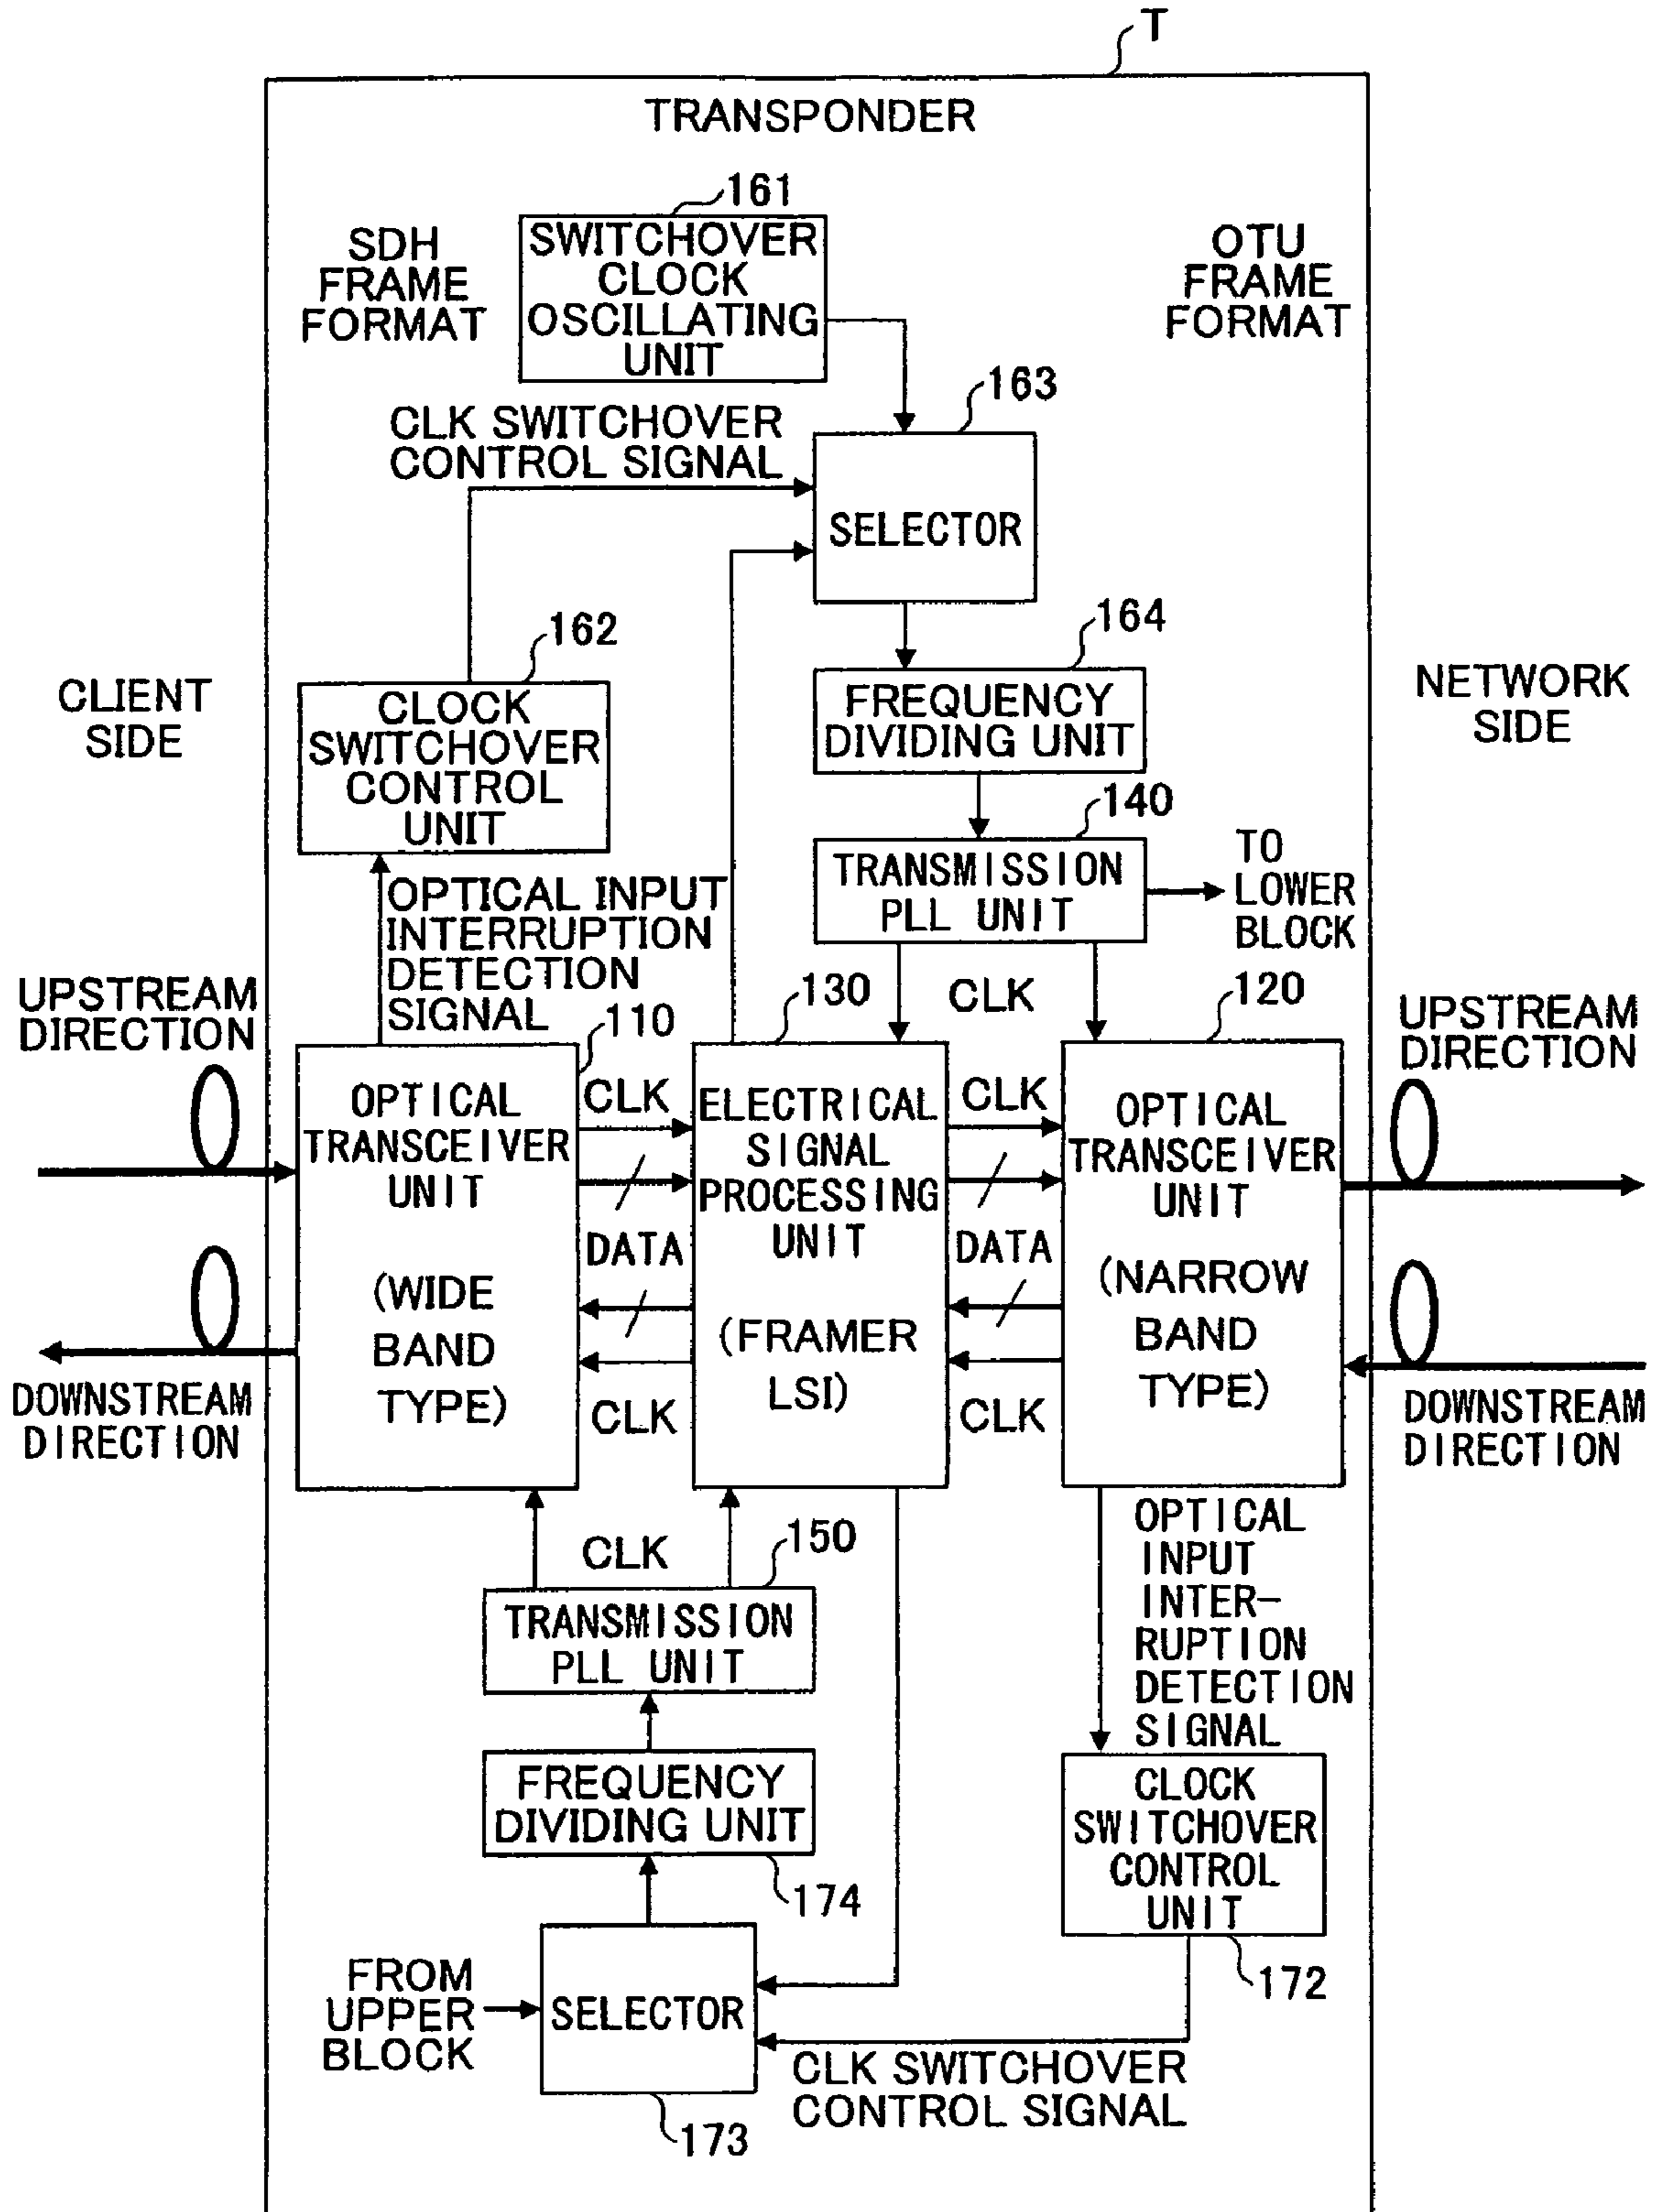 T
TRANSPONDER
161
SDH
FRAME
FORMAT
SWITCHOVER
CLOCK
OSCILLATING
UNIT
OTU
FRAME
FORMAT
163
CLK SWITCHOVER
CONTROL SIGNAL
SELECTOR
162
164
CLIENT
SIDE
CLOCK
SWITCHOVER
CONTROL
UNIT
FREQUENCY
DIVIDING UNIT
NETWORK
SIDE
140
TRANSMISSION
PLL UNIT
TO
LOWER
BLOCK
OPTICAL INPUT
INTERRUPTION
DETECTION
SIGNAL
UPSTREAM
DIRECTION
110
130
CLK
120
UPSTREAM
DIRECTION
OPTICAL
TRANSCEIVER
UNIT
(WIDE
BAND
TYPE)
CLK
DATA
CLK
ELECTRICAL
SIGNAL
PROCESSING
UNIT
(FRAMER
LSI)
CLK
DATA
CLK
OPTICAL
TRANSCEIVER
UNIT
(NARROW
BAND
TYPE)
DOWNSTREAM
DIRECTION
DOWNSTREAM
DIRECTION
CLK
150
TRANSMISSION
PLL UNIT
OPTICAL
INPUT
INTER-
RUPTION
DETECTION
SIGNAL
FREQUENCY
DIVIDING UNIT
174
CLOCK
SWITCHOVER
CONTROL
UNIT
172
FROM
UPPER
BLOCK
SELECTOR
CLK SWITCHOVER
CONTROL SIGNAL
173